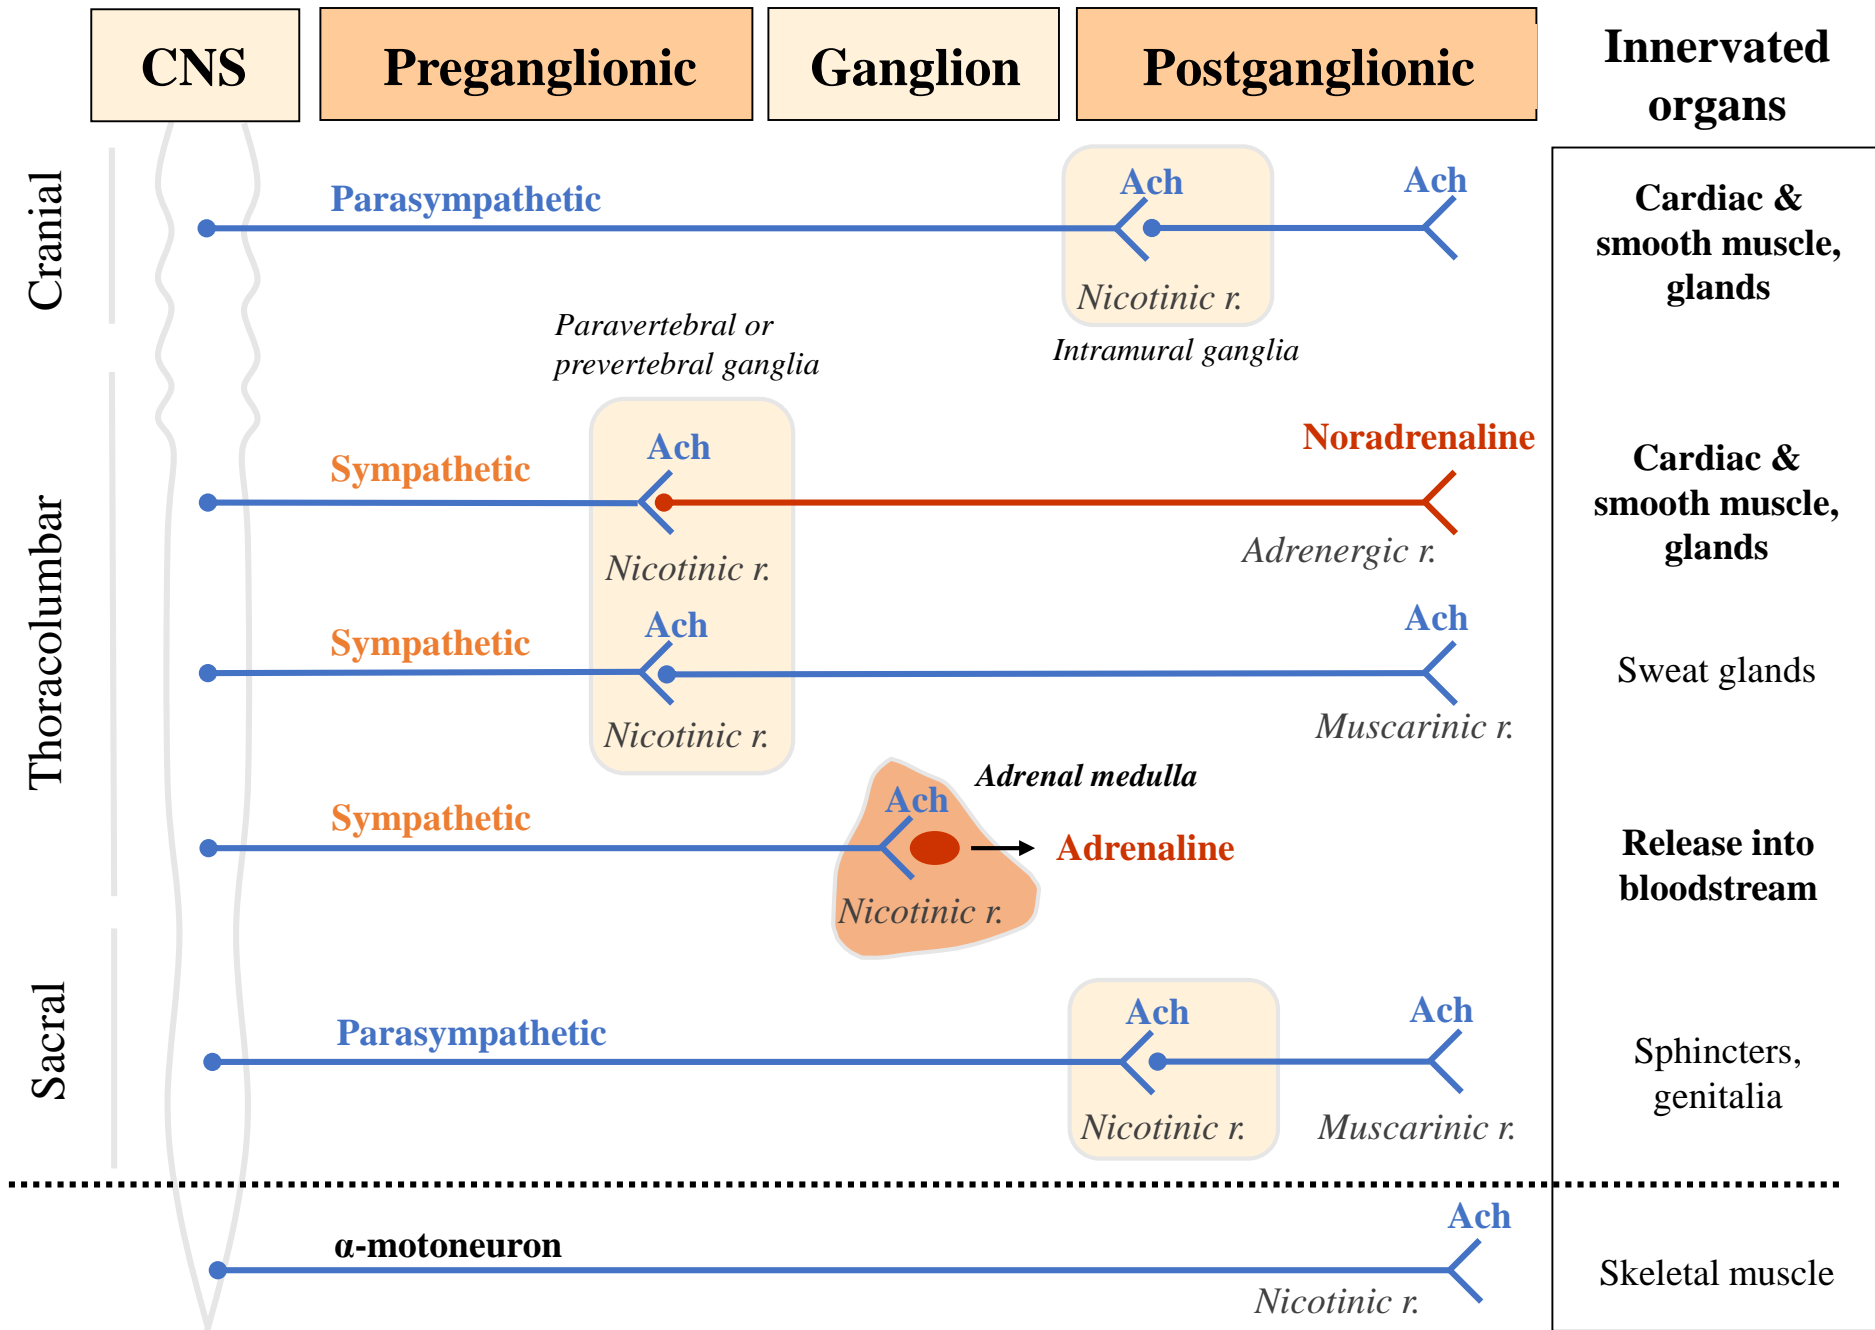 CNS
Preganglionic
Ganglion
Postganglionic
Innervated
organs
Cranial
Parasympathetic
Ach
Nicotinic r.
Intramural ganglia
Ach
Cardiac &
smooth muscle,
glands
Thoracolumbar
Paravertebral or
prevertebral ganglia
Sympathetic
Ach
Nicotinic r.
Noradrenaline
Adrenergic r.
Cardiac &
smooth muscle,
glands
Sympathetic
Ach
Nicotinic r.
Ach
Muscarinic r.
Sweat glands
Sympathetic
Adrenal medulla
Ach
Nicotinic r.
Adrenaline
Release into
bloodstream
Sacral
Parasympathetic
Ach
Nicotinic r.
Ach
Muscarinic r.
Sphincters,
genitalia
α-motoneuron
Ach
Nicotinic r.
Skeletal muscle